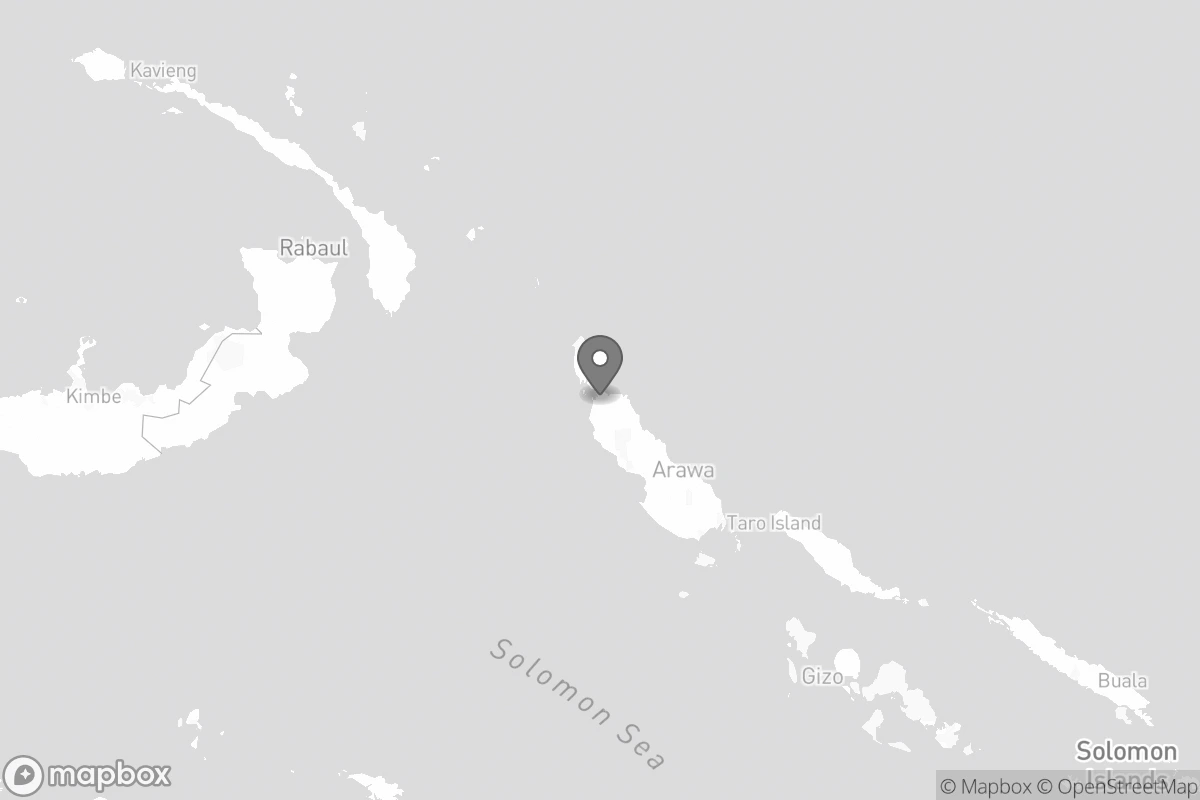 Kavieng
Rabaul
Kimbe
Arawa
Taro Island
Solomon Sea
Gizo
Buala
Solomon
Islands
mapbox
© Mapbox © OpenStreetMap